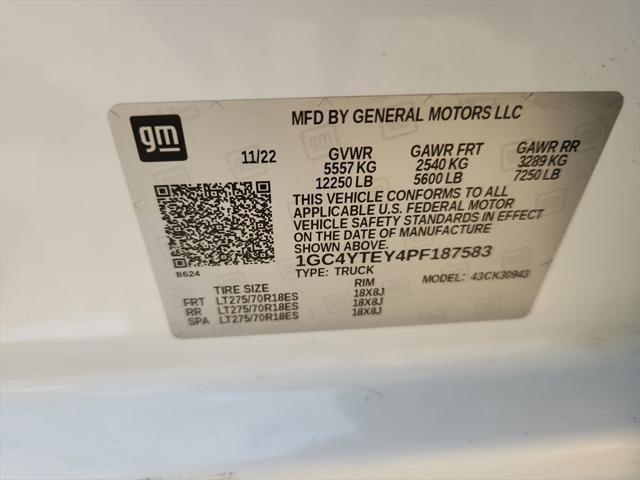 MFD BY GENERAL MOTORS LLC
gm
11/22 GVWR GAWR FRT GAWR RR
5557 KG 2540 KG 3289 KG
12250 LB 5600 LB 7250 LB
THIS VEHICLE CONFORMS TO ALL
APPLICABLE U.S. FEDERAL MOTOR
VEHICLE SAFETY STANDARDS IN EFFECT
ON THE DATE OF MANUFACTURE
SHOWN ABOVE.
1GC4YTEY4PF187583
8624 TYPE: TRUCK MODEL: 43CK30943
TIRE SIZE RIM
FRT LT275/70R18ES 18X8J
RR LT275/70R18ES 18X8J
SPA LT275/70R18ES 18X8J